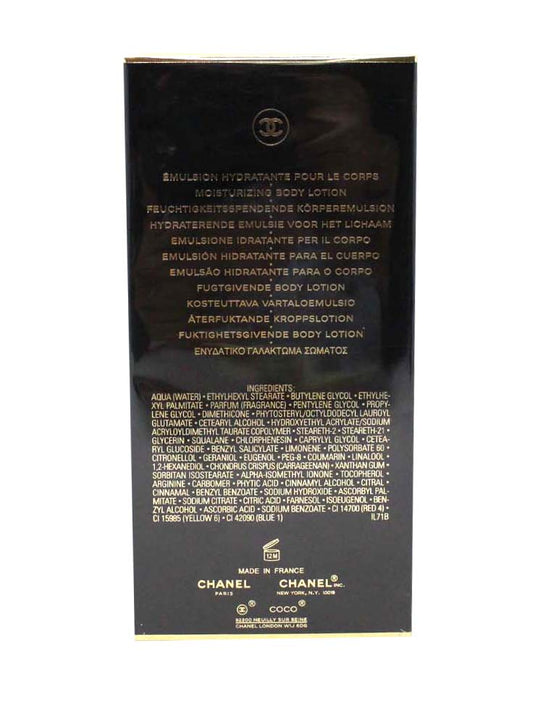 ÉMULSION HYDRATANTE POUR LE CORPS
MOISTURIZING BODY LOTION
FEUCHTIGKEITSSPENDENDE KÖRPEREMULSION
HYDRATERENDE EMULSIE VOOR HET LICHAAM
EMULSIONE IDRATANTE PER IL CORPO
EMULSIÓN HIDRATANTE PARA EL CUERPO
EMULSÃO HIDRATANTE PARA O CORPO
FUGTGIVENDE BODY LOTION
KOSTEUTTAVA VARTALOEMULSIO
ÅTERFUKTANDE KROPPSLOTION
FUKTIGHETSGIVENDE BODY LOTION
ΕΝΥΔΑΤΙΚΟ ΓΑΛΑΚΤΩΜΑ ΣΩΜΑΤΟΣ
INGREDIENTS:
AQUA (WATER) • ETHYLHEXYL STEARATE • BUTYLENE GLYCOL • ETHYLHE-
XYL PALMITATE • PARFUM (FRAGRANCE) • PENTYLENE GLYCOL • PROPY-
LENE GLYCOL • DIMETHICONE • PHYTOSTERYL/OCTYLDODECYL LAUROYL
GLUTAMATE • CETEARYL ALCOHOL • HYDROXYETHYL ACRYLATE/SODIUM
ACRYLOYLDIMETHYL TAURATE COPOLYMER • STEARETH-2 • STEARETH-21 •
GLYCERIN • SQUALANE • CHLORPHENESIN • CAPRYLYL GLYCOL • CETEA-
RYL GLUCOSIDE • BENZYL SALICYLATE • LIMONENE • POLYSORBATE 60 •
CITRONELLOL • GERANIOL • EUGENOL • PEG-8 • COUMARIN • LINALOOL •
1,2-HEXANEDIOL • CHONDRUS CRISPUS (CARRAGEENAN) • XANTHAN GUM •
SORBITAN ISOSTEARATE • ALPHA-ISOMETHYL IONONE • TOCOPHEROL •
ARGININE • CARBOMER • PHYTIC ACID • CINNAMYL ALCOHOL • CITRAL •
CINNAMAL • BENZYL BENZOATE • SODIUM HYDROXIDE • ASCORBYL PAL-
MITATE • SODIUM CITRATE • CITRIC ACID • FARNESOL • ISOEUGENOL • BEN-
ZYL ALCOHOL • ASCORBIC ACID • SODIUM BENZOATE • CI 14700 (RED 4) •
CI 15985 (YELLOW 6) • CI 42090 (BLUE 1) IL71B
12M
MADE IN FRANCE
CHANEL CHANEL® INC.
PARIS NEW YORK, N.Y. 10019
® COCO®
92200 NEUILLY SUR SEINE
CHANEL LONDON W1J 6DG